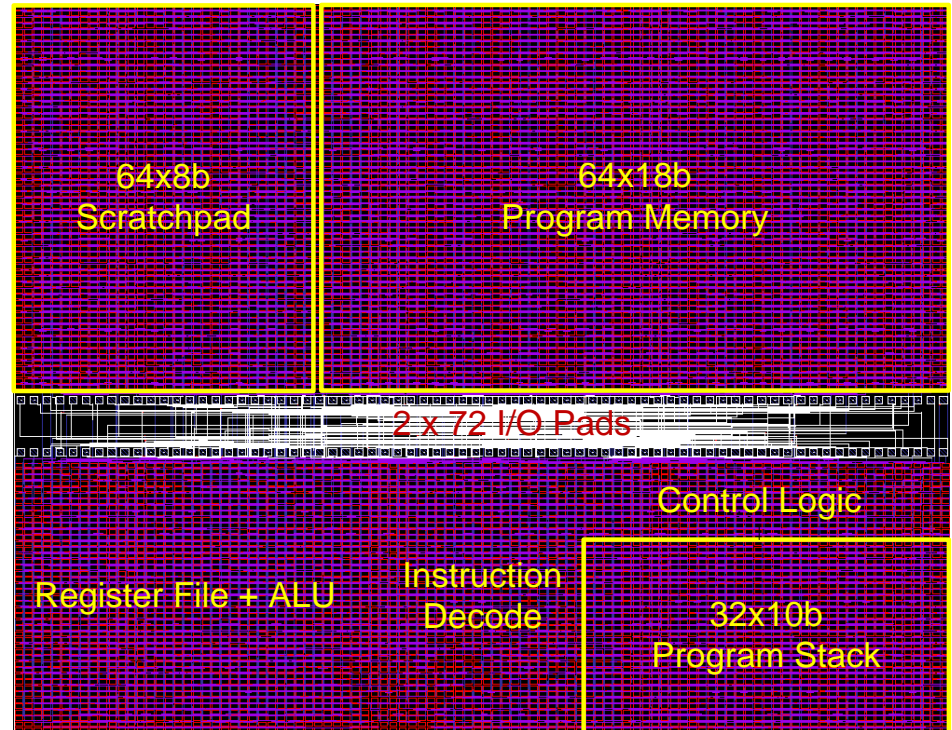 64x8b
Scratchpad
64x18b
Program Memory
2 x 72 I/O Pads
Control Logic
Register File + ALU
Instruction
Decode
32x10b
Program Stack